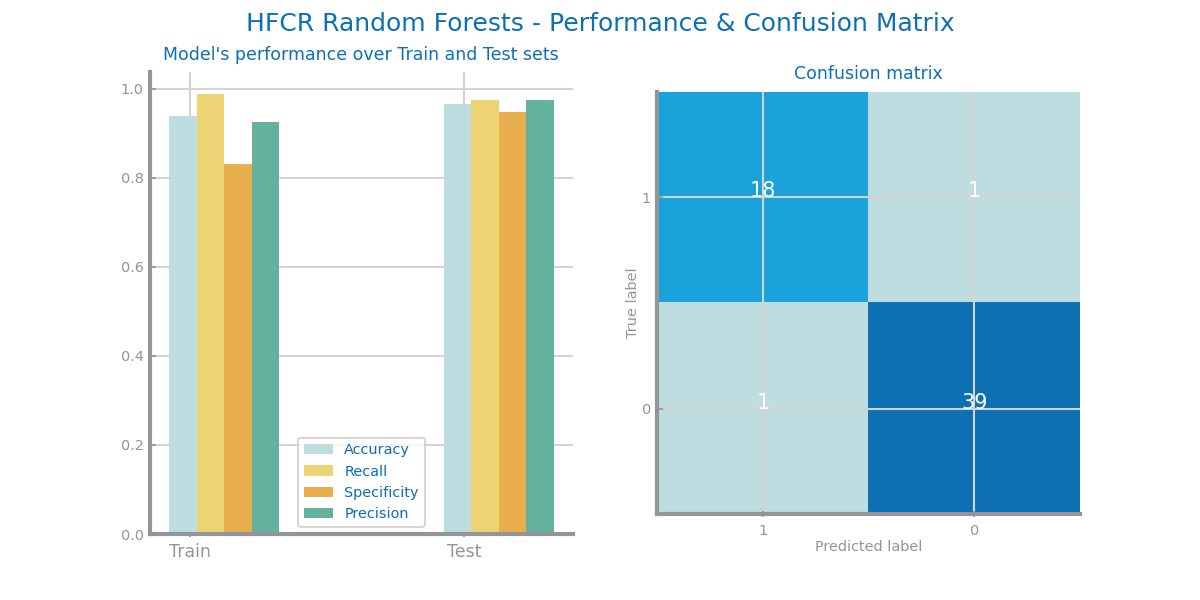 HFCR Random Forests - Performance & Confusion Matrix
Model's performance over Train and Test sets
1.0
0.8
0.6
0.4
0.2
0.0
Train
Test
Accuracy
Recall
Specificity
Precision
Confusion matrix
True label
1
0
18
1
1
39
1
0
Predicted label